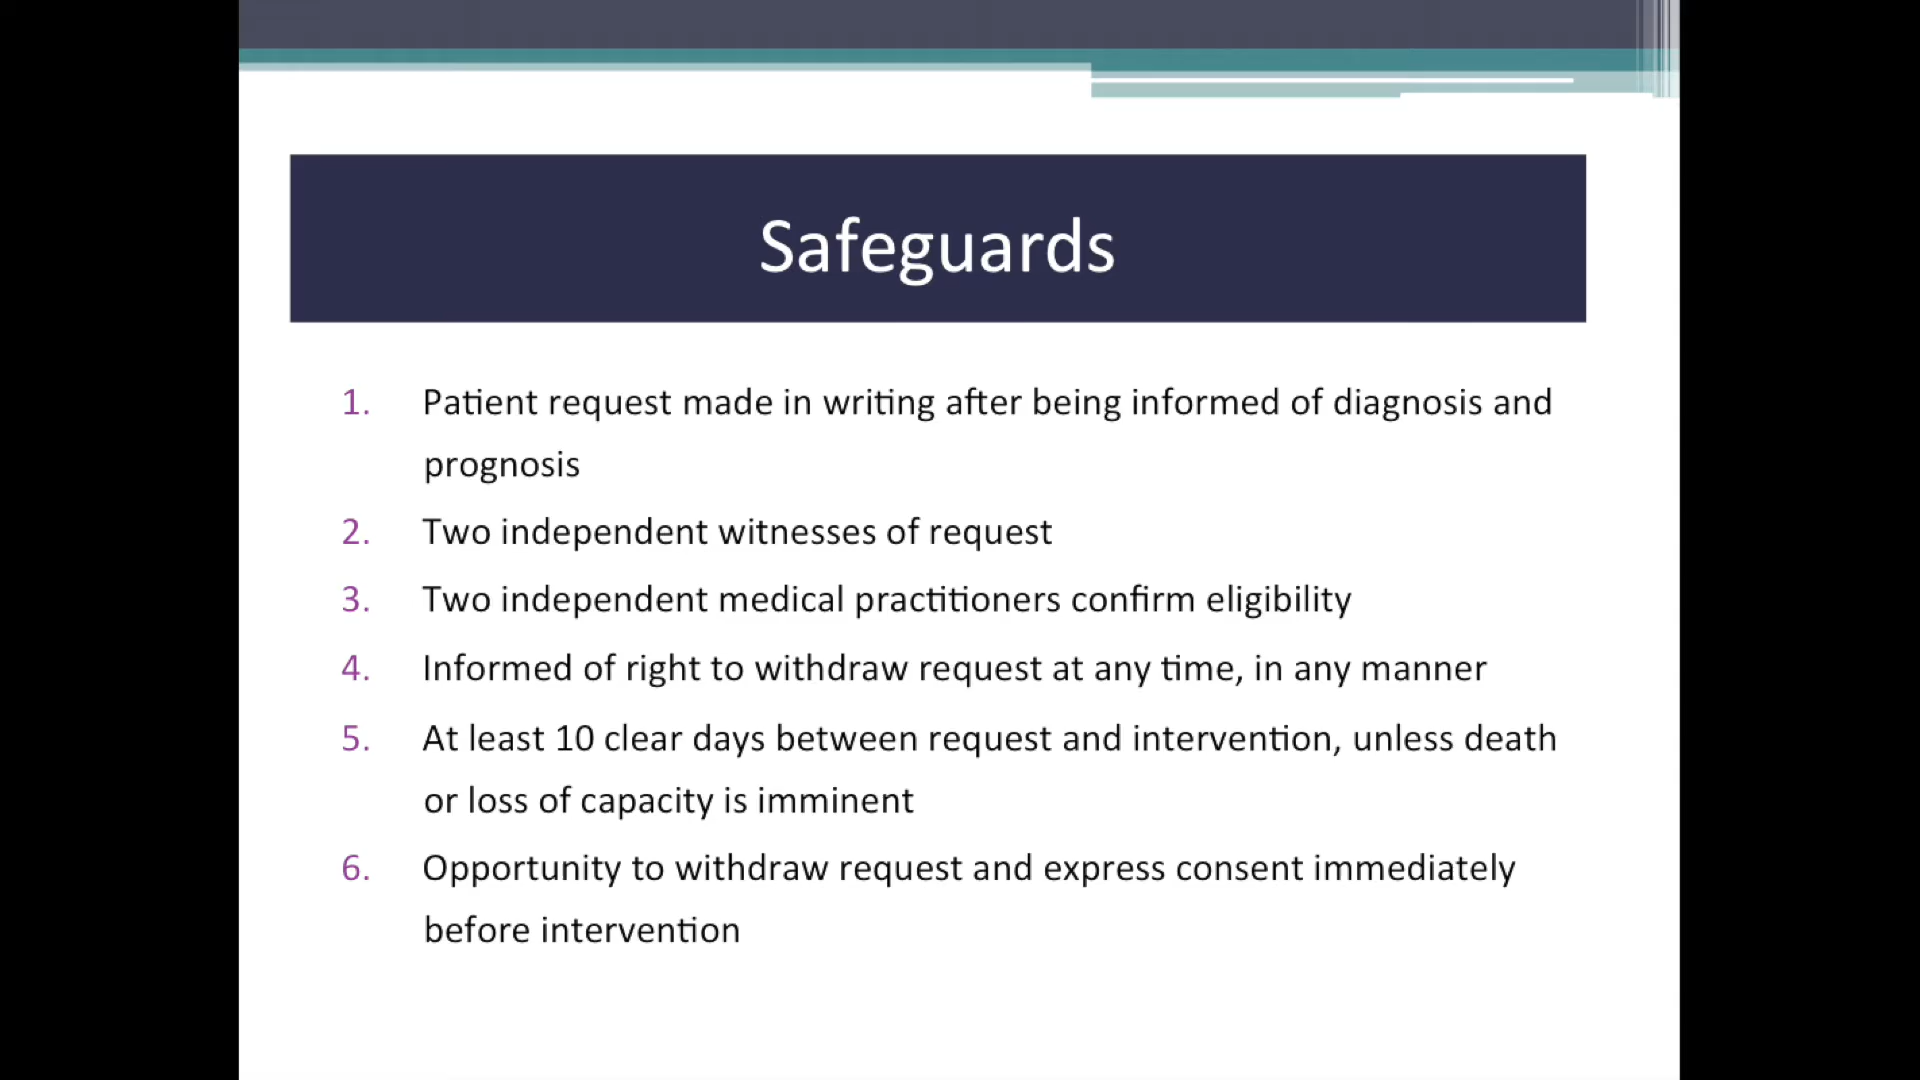 Safeguards
1. Patient request made in writing after being informed of diagnosis and
prognosis
2. Two independent witnesses of request
3. Two independent medical practitioners confirm eligibility
4. Informed of right to withdraw request at any time, in any manner
5. At least 10 clear days between request and intervention, unless death
or loss of capacity is imminent
6. Opportunity to withdraw request and express consent immediately
before intervention